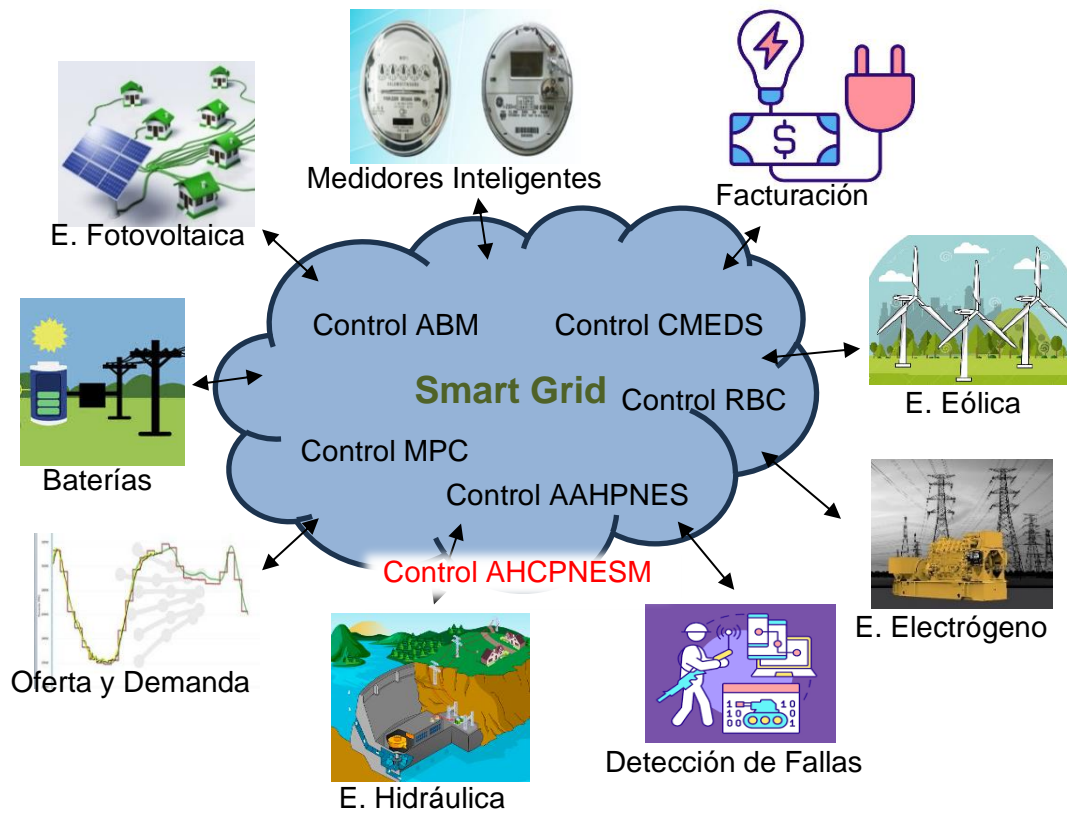 Medidores Inteligentes
$
Facturación
E. Fotovoltaica
Control ABM
Control CMEDS
Smart Grid
Control RBC
E. Eólica
Baterías
Control MPC
Control AAHPNES
Control AHCPNESM
E. Electrógeno
Oferta y Demanda
E. Hidráulica
Detección de Fallas